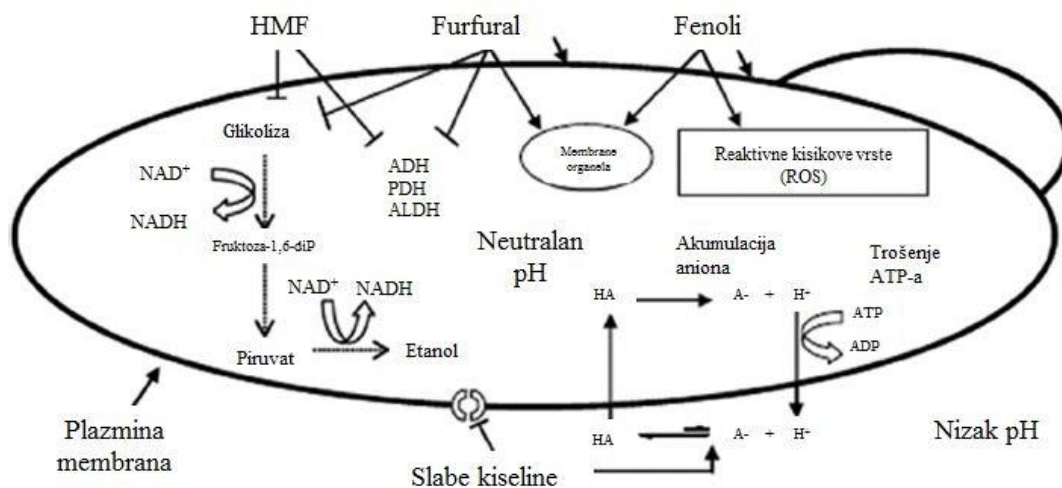 HMF
Furfural
Fenoli
Glikoliza
NAD⁺
NADH
Fruktoza-1,6-diP
NAD⁺
NADH
Piruvat
Etanol
ADH
PDH
ALDH
Membrane
organela
Reaktivne kisikove vrste
(ROS)
Neutralan
pH
Akumulacija
aniona
Trošenje
ATP-a
HA
A- + H⁺
ATP
ADP
HA
A- + H⁺
Plazmina
membrana
Slabe kiseline
Nizak pH